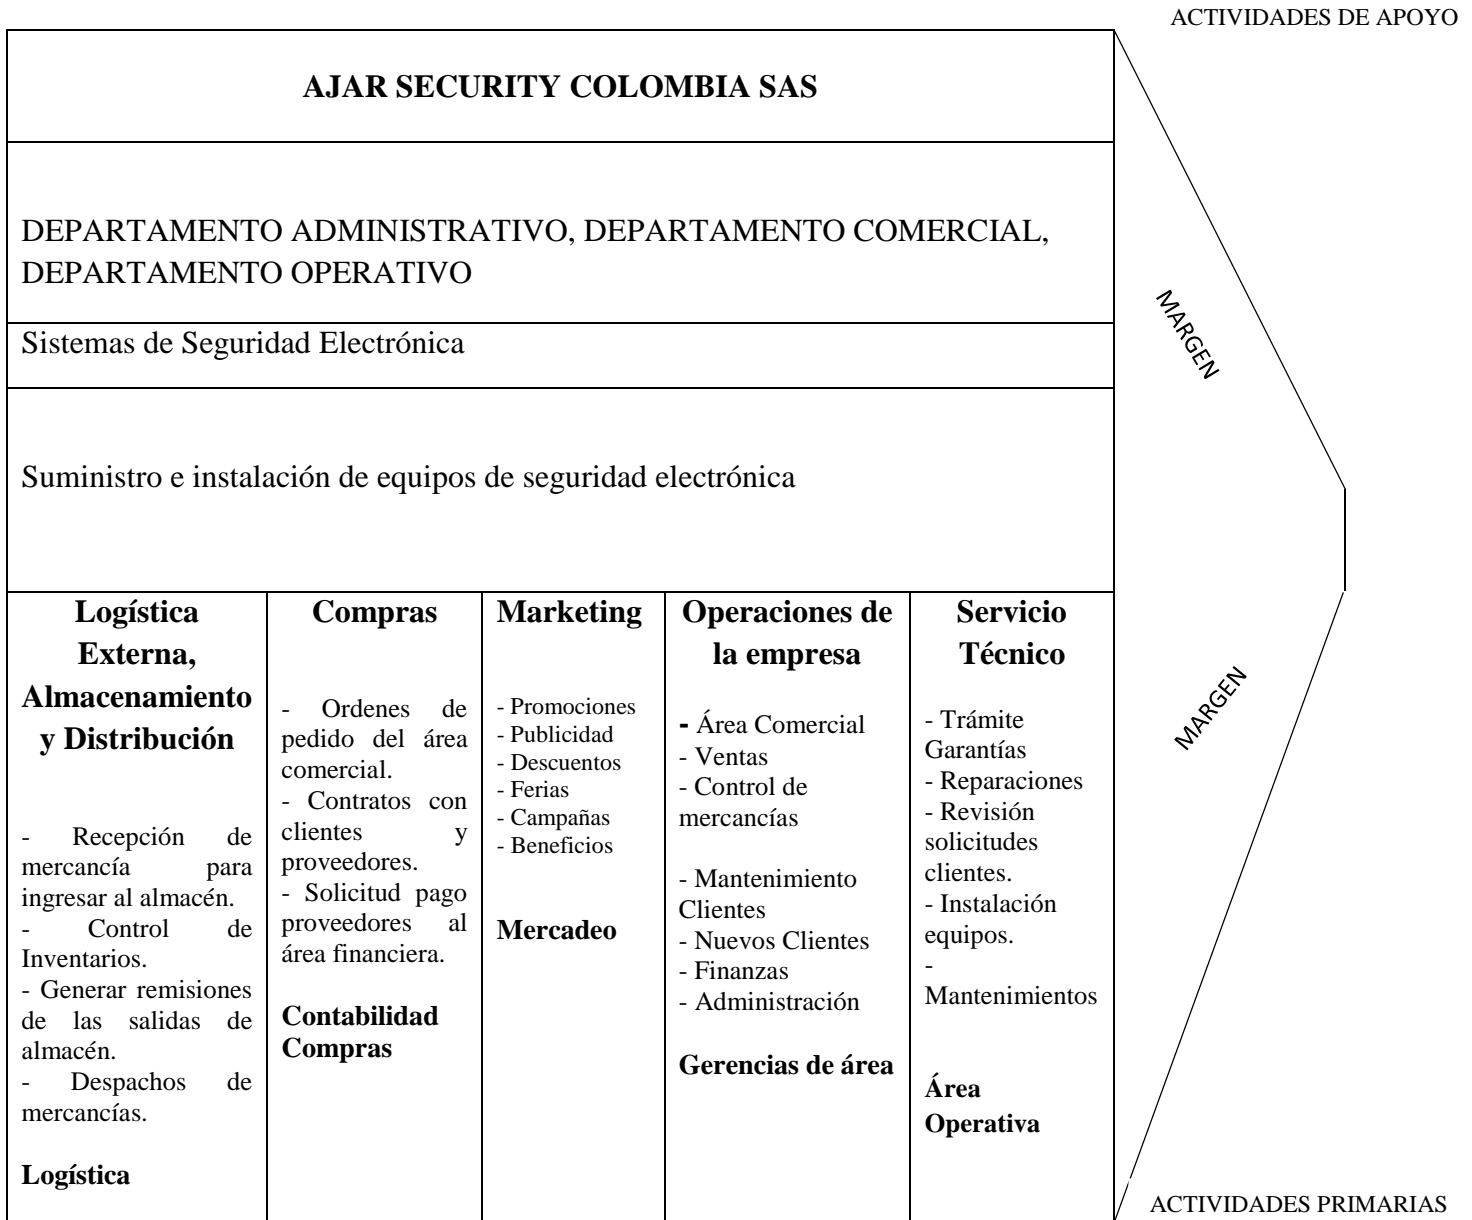 ACTIVIDADES DE APOYO
AJAR SECURITY COLOMBIA SAS
DEPARTAMENTO ADMINISTRATIVO, DEPARTAMENTO COMERCIAL,
DEPARTAMENTO OPERATIVO
Sistemas de Seguridad Electrónica
Suministro e instalación de equipos de seguridad electrónica
MARGEN
Logística
Externa,
Almacenamiento
y Distribución
- Recepción de
mercancía para
ingresar al almacén.
- Control de
Inventarios.
- Generar remisiones
de las salidas de
almacén.
- Despachos de
mercancías.
Logística
Compras
- Ordenes de
pedido del área
comercial.
- Contratos con
clientes y
proveedores.
- Solicitud pago
proveedores al
área financiera.
Contabilidad
Compras
Marketing
- Promociones
- Publicidad
- Descuentos
- Ferias
- Campañas
- Beneficios
Mercadeo
Operaciones de
la empresa
- Área Comercial
- Ventas
- Control de
mercancías
- Mantenimiento
Clientes
- Nuevos Clientes
- Finanzas
- Administración
Gerencias de área
Servicio
Técnico
- Trámite
Garantías
- Reparaciones
- Revisión
solicitudes
clientes.
- Instalación
equipos.
-
Mantenimientos
Área
Operativa
MARGEN
ACTIVIDADES PRIMARIAS